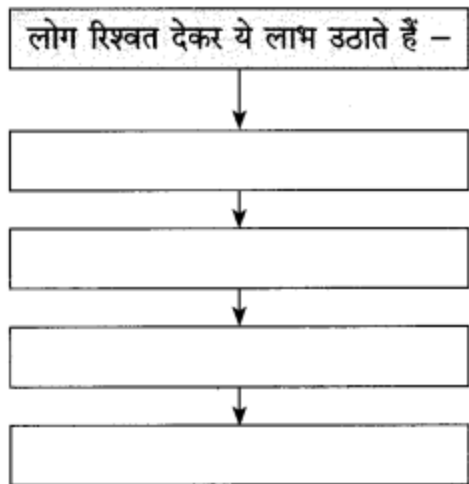 लोग रिश्वत देकर ये लाभ उठाते हैं –